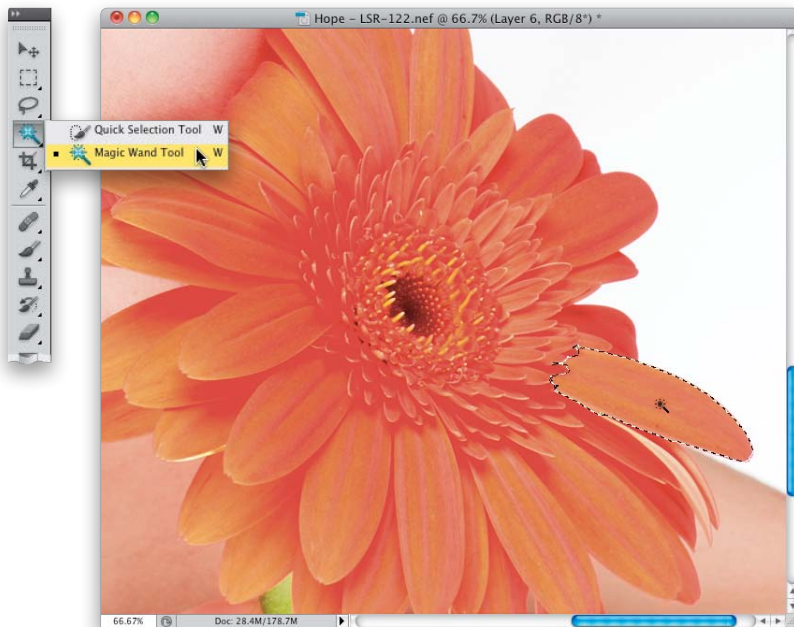 Hope – LSR-122.nef @ 66.7% (Layer 6, RGB/8*) *
Quick Selection Tool W
Magic Wand Tool W
66.67% Doc: 28.4M/178.7M